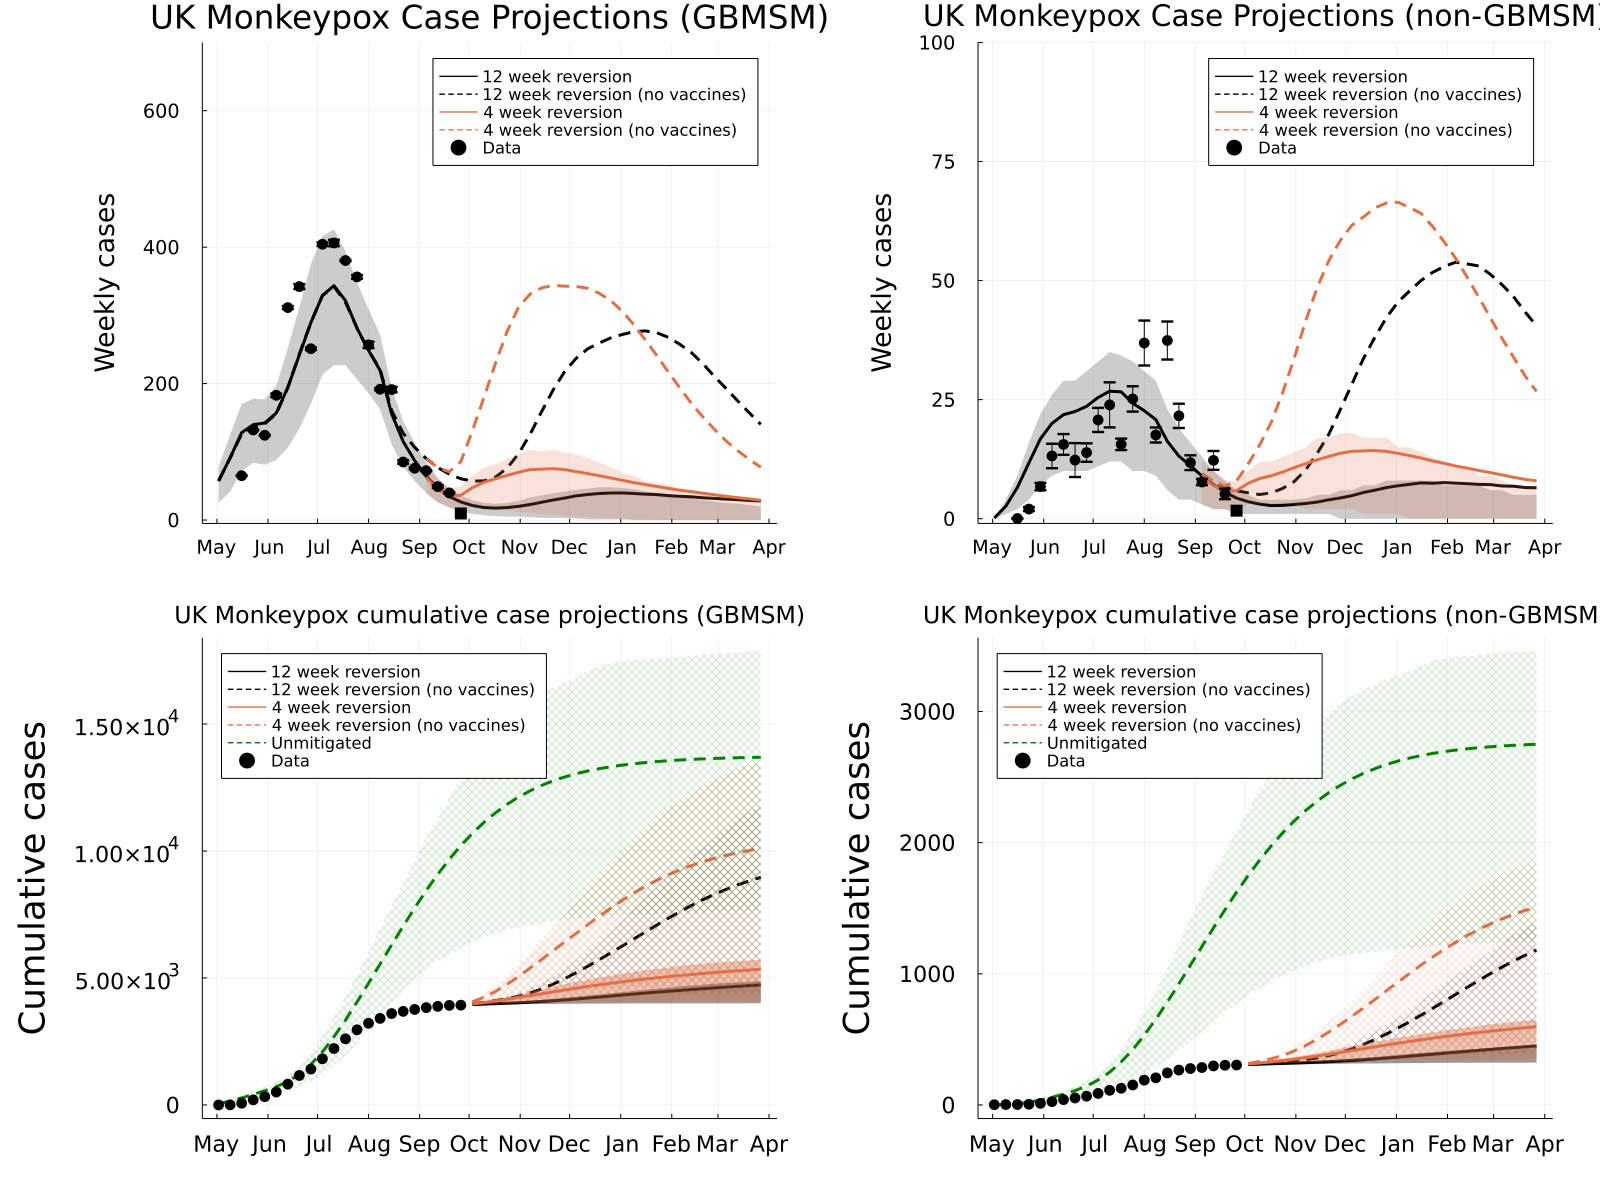 UK Monkeypox Case Projections (GBMSM)
Weekly cases
600
400
200
0
12 week reversion
12 week reversion (no vaccines)
4 week reversion
4 week reversion (no vaccines)
Data
May Jun Jul Aug Sep Oct Nov Dec Jan Feb Mar Apr
UK Monkeypox Case Projections (non-GBMSM)
Weekly cases
100
75
50
25
0
12 week reversion
12 week reversion (no vaccines)
4 week reversion
4 week reversion (no vaccines)
Data
May Jun Jul Aug Sep Oct Nov Dec Jan Feb Mar Apr
UK Monkeypox cumulative case projections (GBMSM)
Cumulative cases
1.50×10⁴
1.00×10⁴
5.00×10³
0
12 week reversion
12 week reversion (no vaccines)
4 week reversion
4 week reversion (no vaccines)
Unmitigated
Data
May Jun Jul Aug Sep Oct Nov Dec Jan Feb Mar Apr
UK Monkeypox cumulative case projections (non-GBMSM
Cumulative cases
3000
2000
1000
0
12 week reversion
12 week reversion (no vaccines)
4 week reversion
4 week reversion (no vaccines)
Unmitigated
Data
May Jun Jul Aug Sep Oct Nov Dec Jan Feb Mar Apr